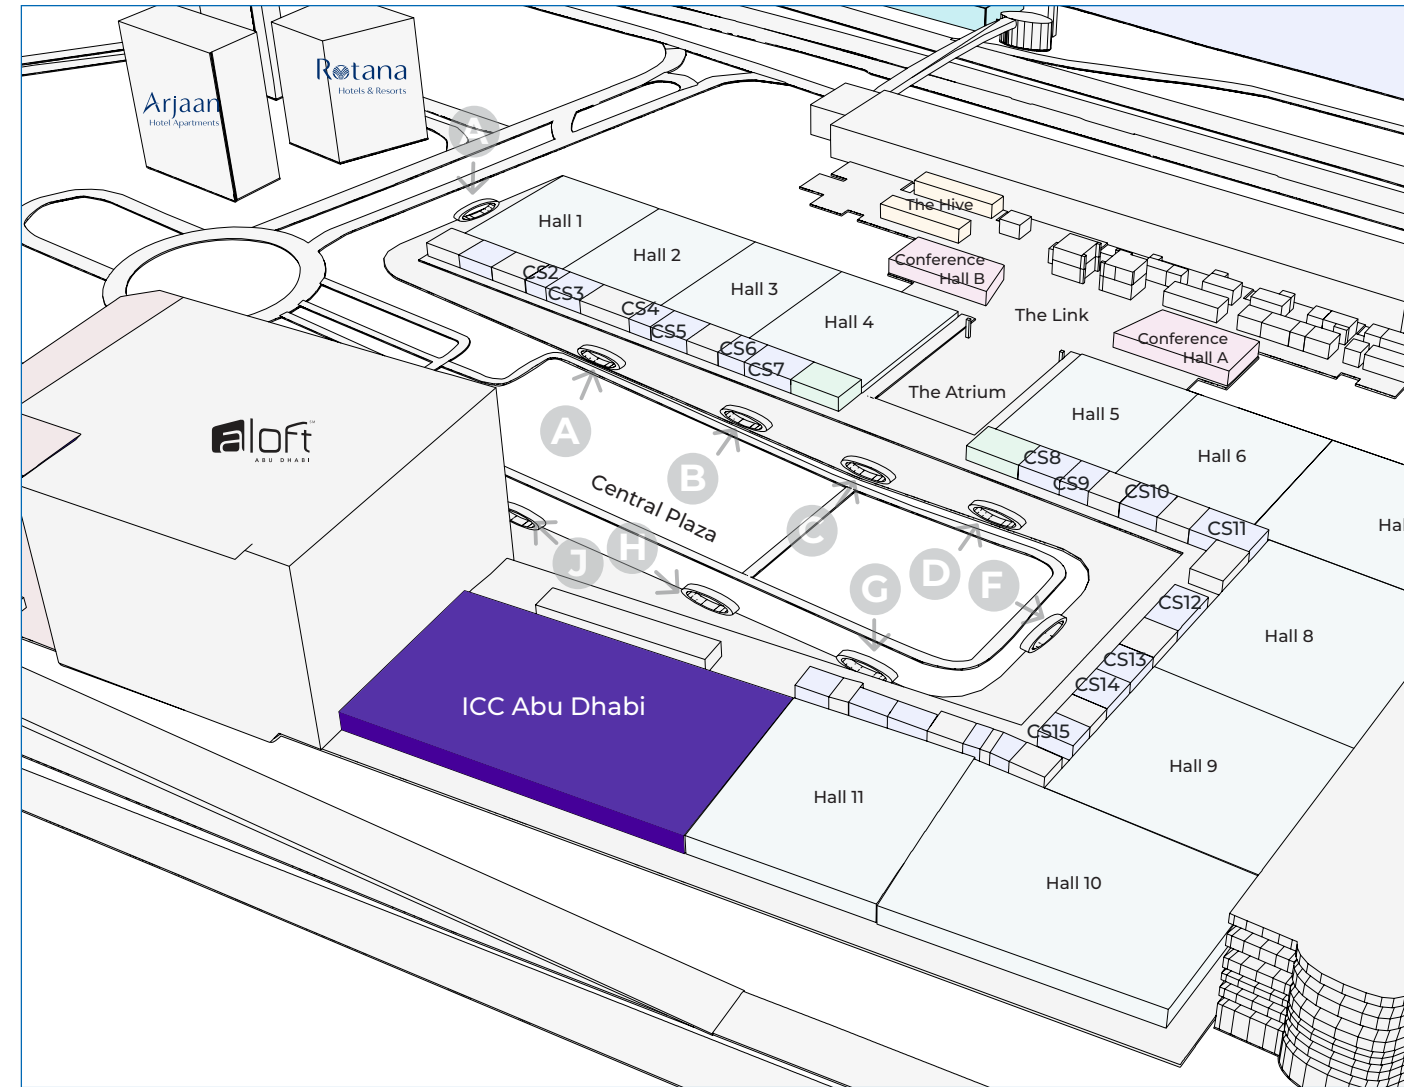 Rotana
Hotels & Resorts
Arjaan
Hotel Apartments
A
The Hive
Hall 1
Hall 2
Conference
Hall B
CS2
CS3
Hall 3
CS4
CS5
Hall 4
The Link
Conference
Hall A
CS6
CS7
The Atrium
Hall 5
aloft
ABU DHABI
A
B
Hall 6
CS8
CS9
CS10
CS11
Central Plaza
C
H
J
D
F
G
CS12
Hall 8
CS13
CS14
CS15
ICC Abu Dhabi
Hall 9
Hall 11
Hall 10